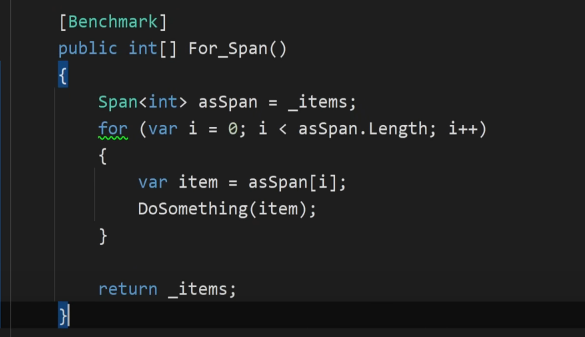 [Benchmark]
public int[] For_Span()
{
    Span<int> asSpan = _items;
    for (var i = 0; i < asSpan.Length; i++)
    {
        var item = asSpan[i];
        DoSomething(item);
    }

    return _items;
}